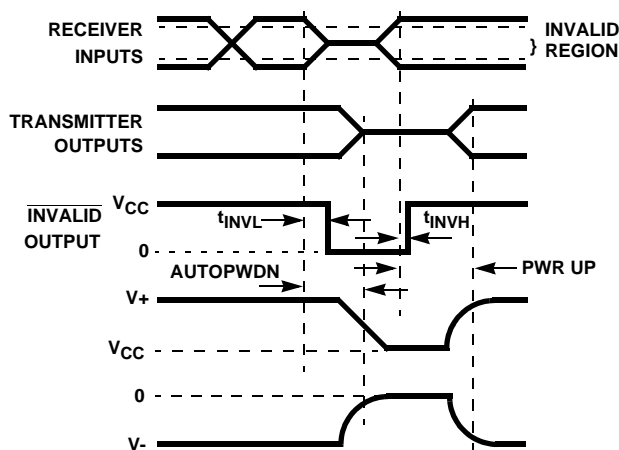 RECEIVER
INPUTS
INVALID
} REGION
TRANSMITTER
OUTPUTS
VCC
INVALID
OUTPUT
0
tINVL
tINVH
AUTOPWDN
PWR UP
V+
VCC
0
V-